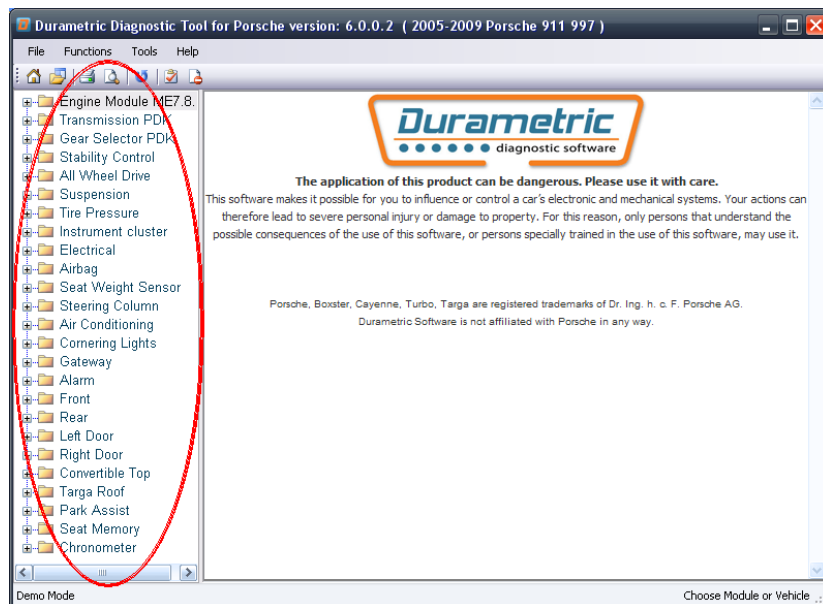 Durametric Diagnostic Tool for Porsche version: 6.0.0.2 ( 2005-2009 Porsche 911 997 )
File Functions Tools Help
Engine Module ME7.8.
Transmission PDK
Gear Selector PDK
Stability Control
All Wheel Drive
Suspension
Tire Pressure
Instrument cluster
Electrical
Airbag
Seat Weight Sensor
Steering Column
Air Conditioning
Cornering Lights
Gateway
Alarm
Front
Rear
Left Door
Right Door
Convertible Top
Targa Roof
Park Assist
Seat Memory
Chronometer
Durametric
diagnostic software
The application of this product can be dangerous. Please use it with care.
This software makes it possible for you to influence or control a car's electronic and mechanical systems. Your actions can
therefore lead to severe personal injury or damage to property. For this reason, only persons that understand the
possible consequences of the use of this software, or persons specially trained in the use of this software, may use it.
Porsche, Boxster, Cayenne, Turbo, Targa are registered trademarks of Dr. Ing. h. c. F. Porsche AG.
Durametric Software is not affiliated with Porsche in any way.
Demo Mode
Choose Module or Vehicle